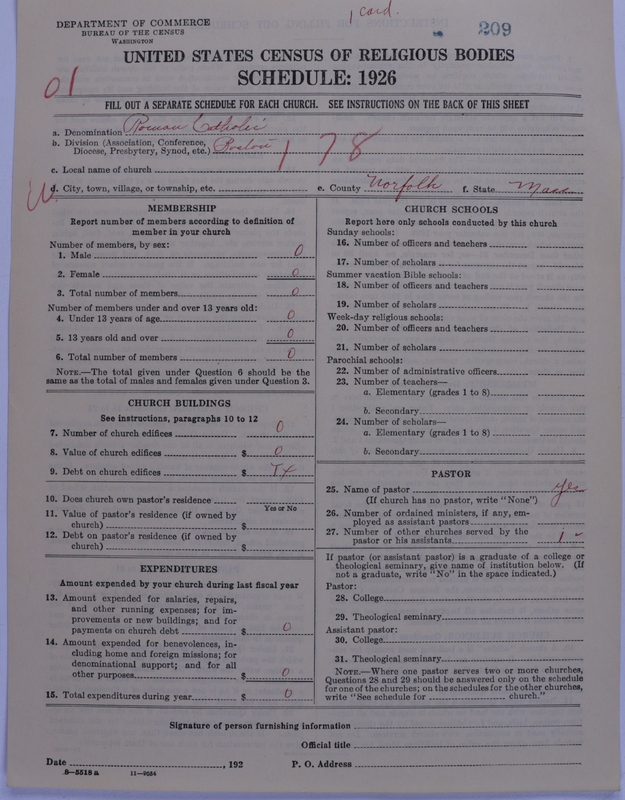 1 card.
DEPARTMENT OF COMMERCE
BUREAU OF THE CENSUS
WASHINGTON
209
UNITED STATES CENSUS OF RELIGIOUS BODIES
SCHEDULE: 1926
01
FILL OUT A SEPARATE SCHEDULE FOR EACH CHURCH. SEE INSTRUCTIONS ON THE BACK OF THIS SHEET
a. Denomination Roman Catholic
b. Division (Association, Conference,
Diocese, Presbytery, Synod, etc.) Boston 178
c. Local name of church
d. City, town, village, or township, etc. e. County Norfolk f. State Mass
MEMBERSHIP
Report number of members according to definition of
member in your church
Number of members, by sex:
1. Male 0
2. Female 0
3. Total number of members 0
Number of members under and over 13 years old:
4. Under 13 years of age 0
5. 13 years old and over 0
6. Total number of members 0
NOTE.—The total given under Question 6 should be
same as the total of males and females given under Question 3.
CHURCH BUILDINGS
See instructions, paragraphs 10 to 12
7. Number of church edifices 0
8. Value of church edifices $ 0
9. Debt on church edifices $
10. Does church own pastor's residence
Yes or No
11. Value of pastor's residence (if owned by
church) $
12. Debt on pastor's residence (if owned by
church) $
EXPENDITURES
Amount expended by your church during last fiscal year
13. Amount expended for salaries, repairs,
and other running expenses; for im-
provements or new buildings; and for
payments on church debt $ 0
14. Amount expended for benevolences, in-
cluding home and foreign missions; for
denominational support; and for all
other purposes $ 0
15. Total expenditures during year $ 0
CHURCH SCHOOLS
Report here only schools conducted by this church
Sunday schools:
16. Number of officers and teachers
17. Number of scholars
Summer vacation Bible schools:
18. Number of officers and teachers
19. Number of scholars
Week-day religious schools:
20. Number of officers and teachers
21. Number of scholars
Parochial schools:
22. Number of administrative officers
23. Number of teachers—
a. Elementary (grades 1 to 8)
b. Secondary
24. Number of scholars—
a. Elementary (grades 1 to 8)
b. Secondary
PASTOR
25. Name of pastor yes
(If church has no pastor, write "None")
26. Number of ordained ministers, if any, em-
ployed as assistant pastors
27. Number of other churches served by the
pastor or his assistants 1
If pastor (or assistant pastor) is a graduate of a college or
theological seminary, give name of institution below. (If
not a graduate, write "No" in the space indicated.)
Pastor:
28. College
29. Theological seminary
Assistant pastor:
30. College
31. Theological seminary
NOTE.—Where one pastor serves two or more churches,
Questions 28 and 29 should be answered only on the schedule
for one of the churches; on the schedules for the other churches,
write "See schedule for church."
Signature of person furnishing information
Official title
Date , 192 P. O. Address
8—5518 a 11—9054